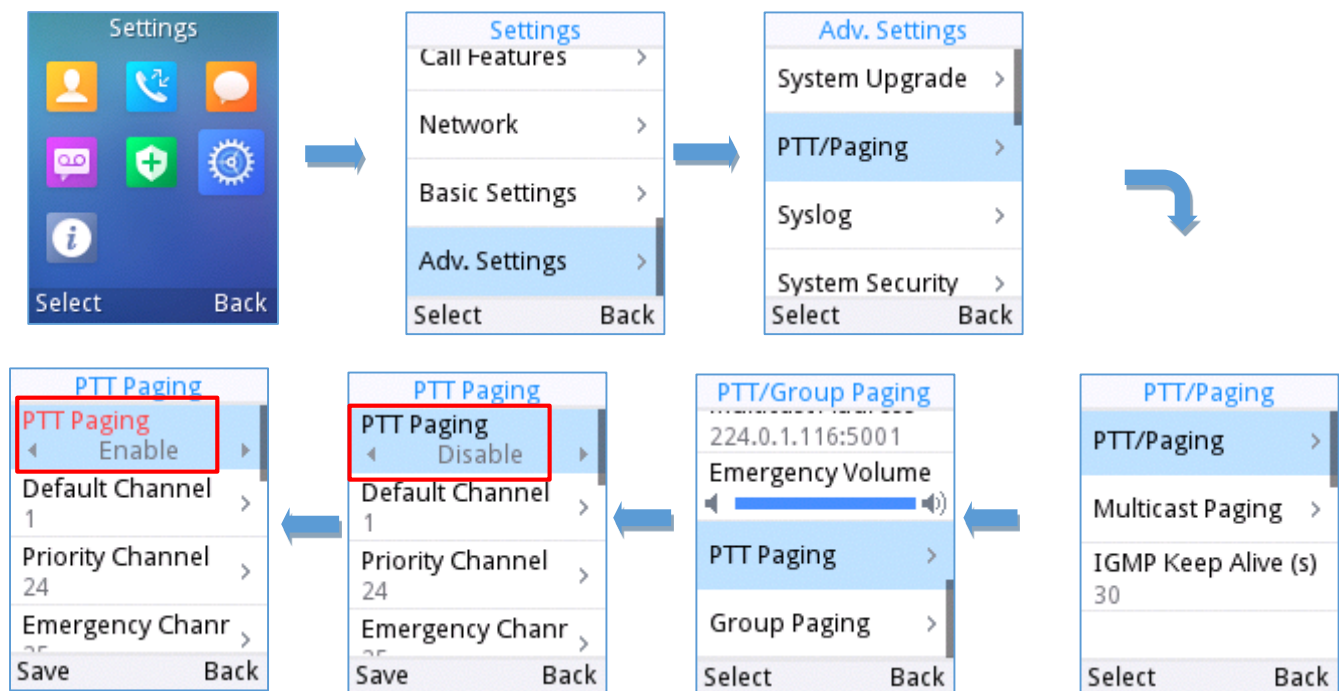 Settings
Select Back
Settings
Call Features
Network
Basic Settings
Adv. Settings
Select Back
Adv. Settings
System Upgrade
PTT/Paging
Syslog
System Security
Select Back
PTT Paging
PTT Paging
Enable
Default Channel
1
Priority Channel
24
Emergency Chanr
Save Back
PTT Paging
PTT Paging
Disable
Default Channel
1
Priority Channel
24
Emergency Chanr
Save Back
PTT/Group Paging
224.0.1.116:5001
Emergency Volume
PTT Paging
Group Paging
Select Back
PTT/Paging
PTT/Paging
Multicast Paging
IGMP Keep Alive (s)
30
Select Back